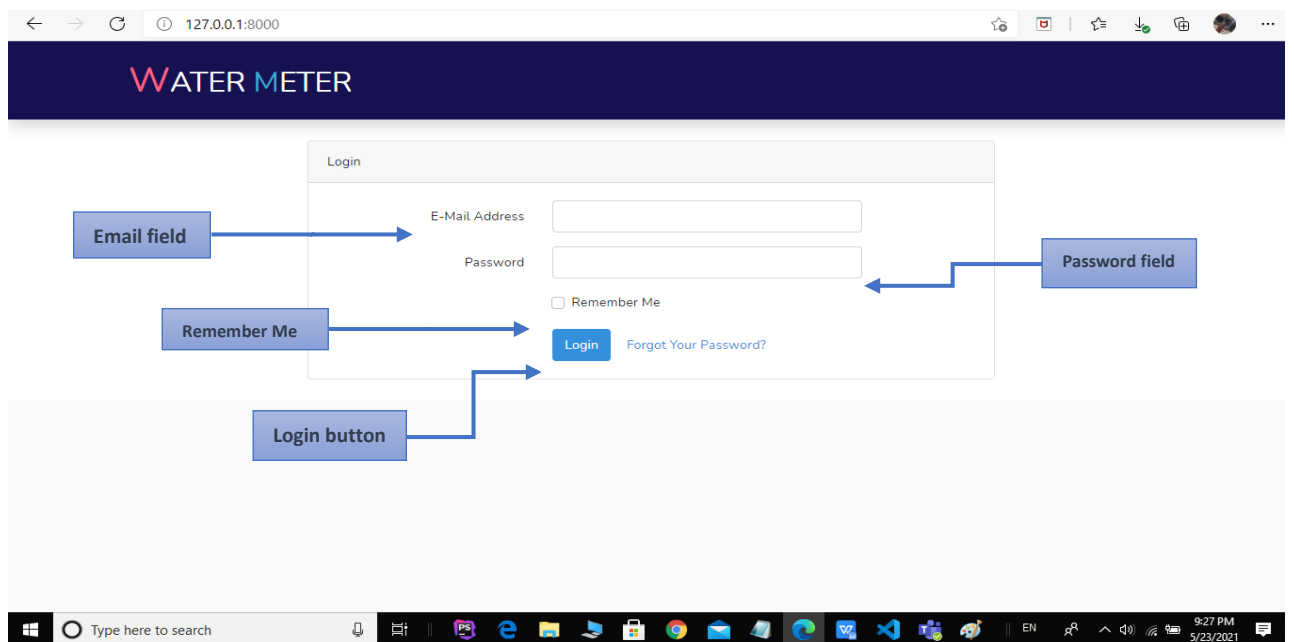 127.0.0.1:8000
WATER METER
Login
E-Mail Address
Email field
Password
Password field
Remember Me
Remember Me
Login Forgot Your Password?
Login button
Type here to search
EN
9:27 PM
5/23/2021